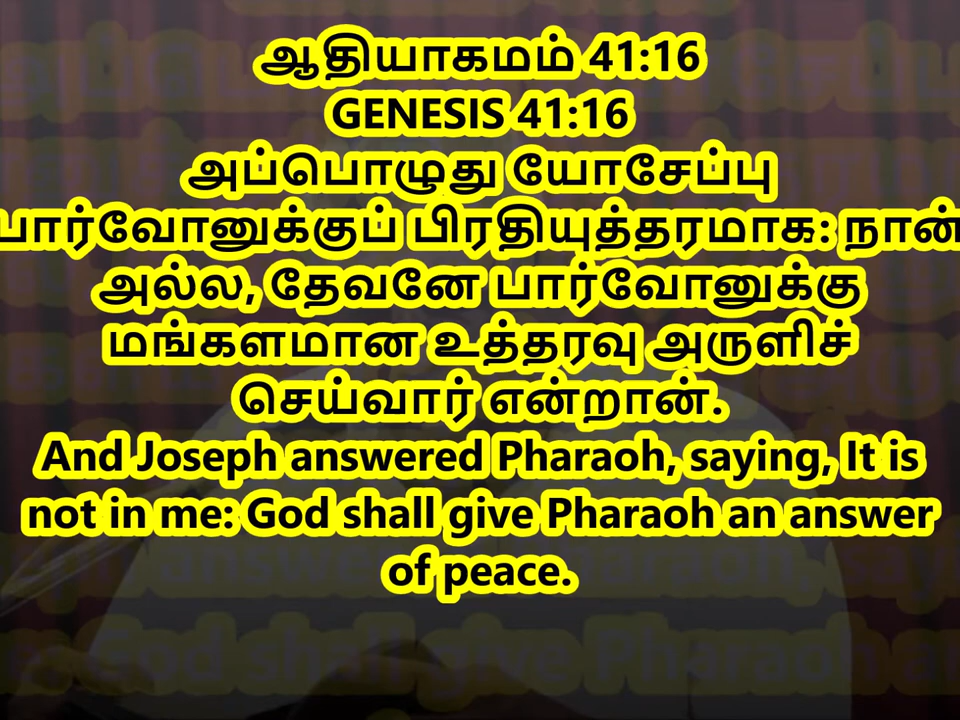 ஆதியாகமம் 41:16
GENESIS 41:16
அப்பொழுது யோசேப்பு
பார்வோனுக்குப் பிரதியுத்தரமாக: நான்
அல்ல, தேவனே பார்வோனுக்கு
மங்களமான உத்தரவு அருளிச்
செய்வார் என்றான்.
And Joseph answered Pharaoh, saying, It is
not in me: God shall give Pharaoh an answer
of peace.